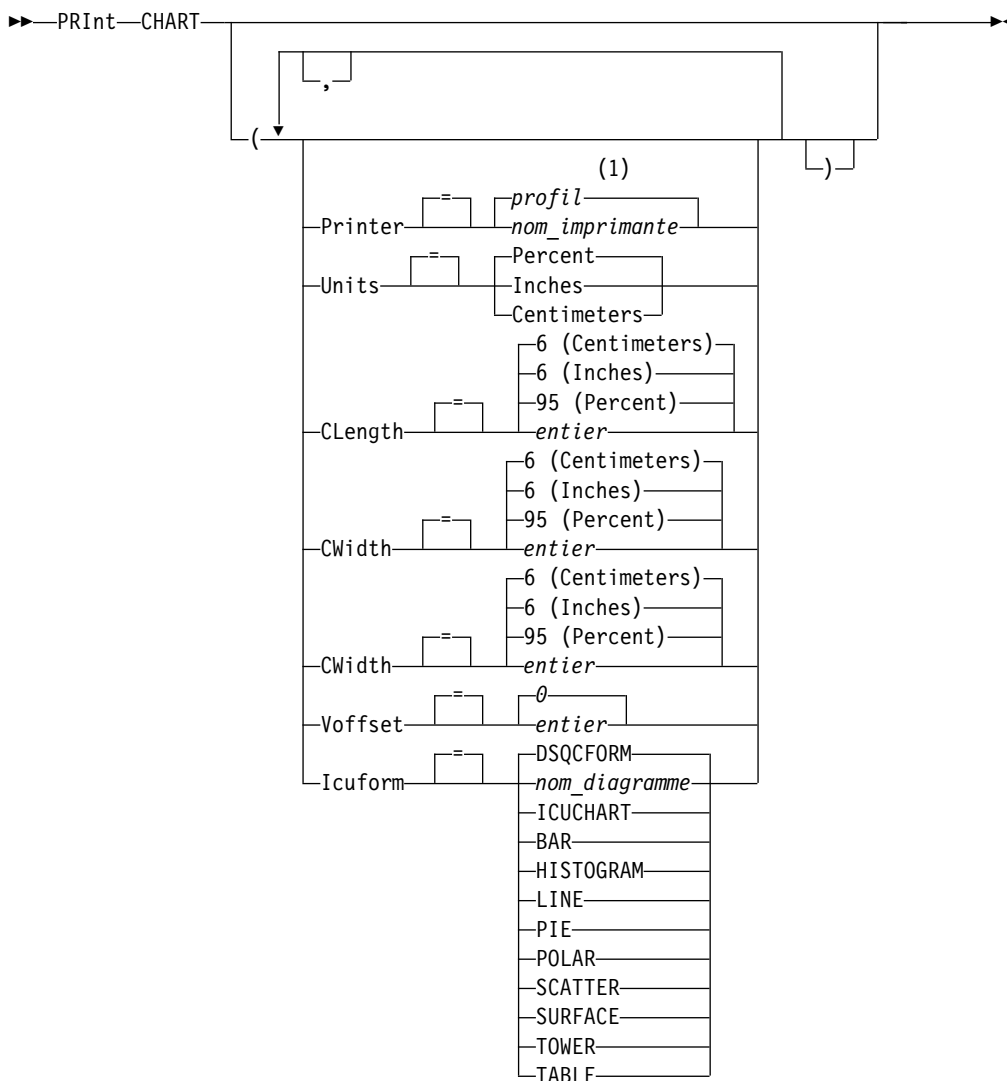 PRInt CHART
,
(
)
(1)
Printer = profil
nom_imprimante
Units = Percent
Inches
Centimeters
CLength = 6 (Centimeters)
6 (Inches)
95 (Percent)
entier
CWidth = 6 (Centimeters)
6 (Inches)
95 (Percent)
entier
CWidth = 6 (Centimeters)
6 (Inches)
95 (Percent)
entier
Voffset = 0
entier
Icuform = DSQCFORM
nom_diagramme
ICUCHART
BAR
HISTOGRAM
LINE
PIE
POLAR
SCATTER
SURFACE
TOWER
TABLE